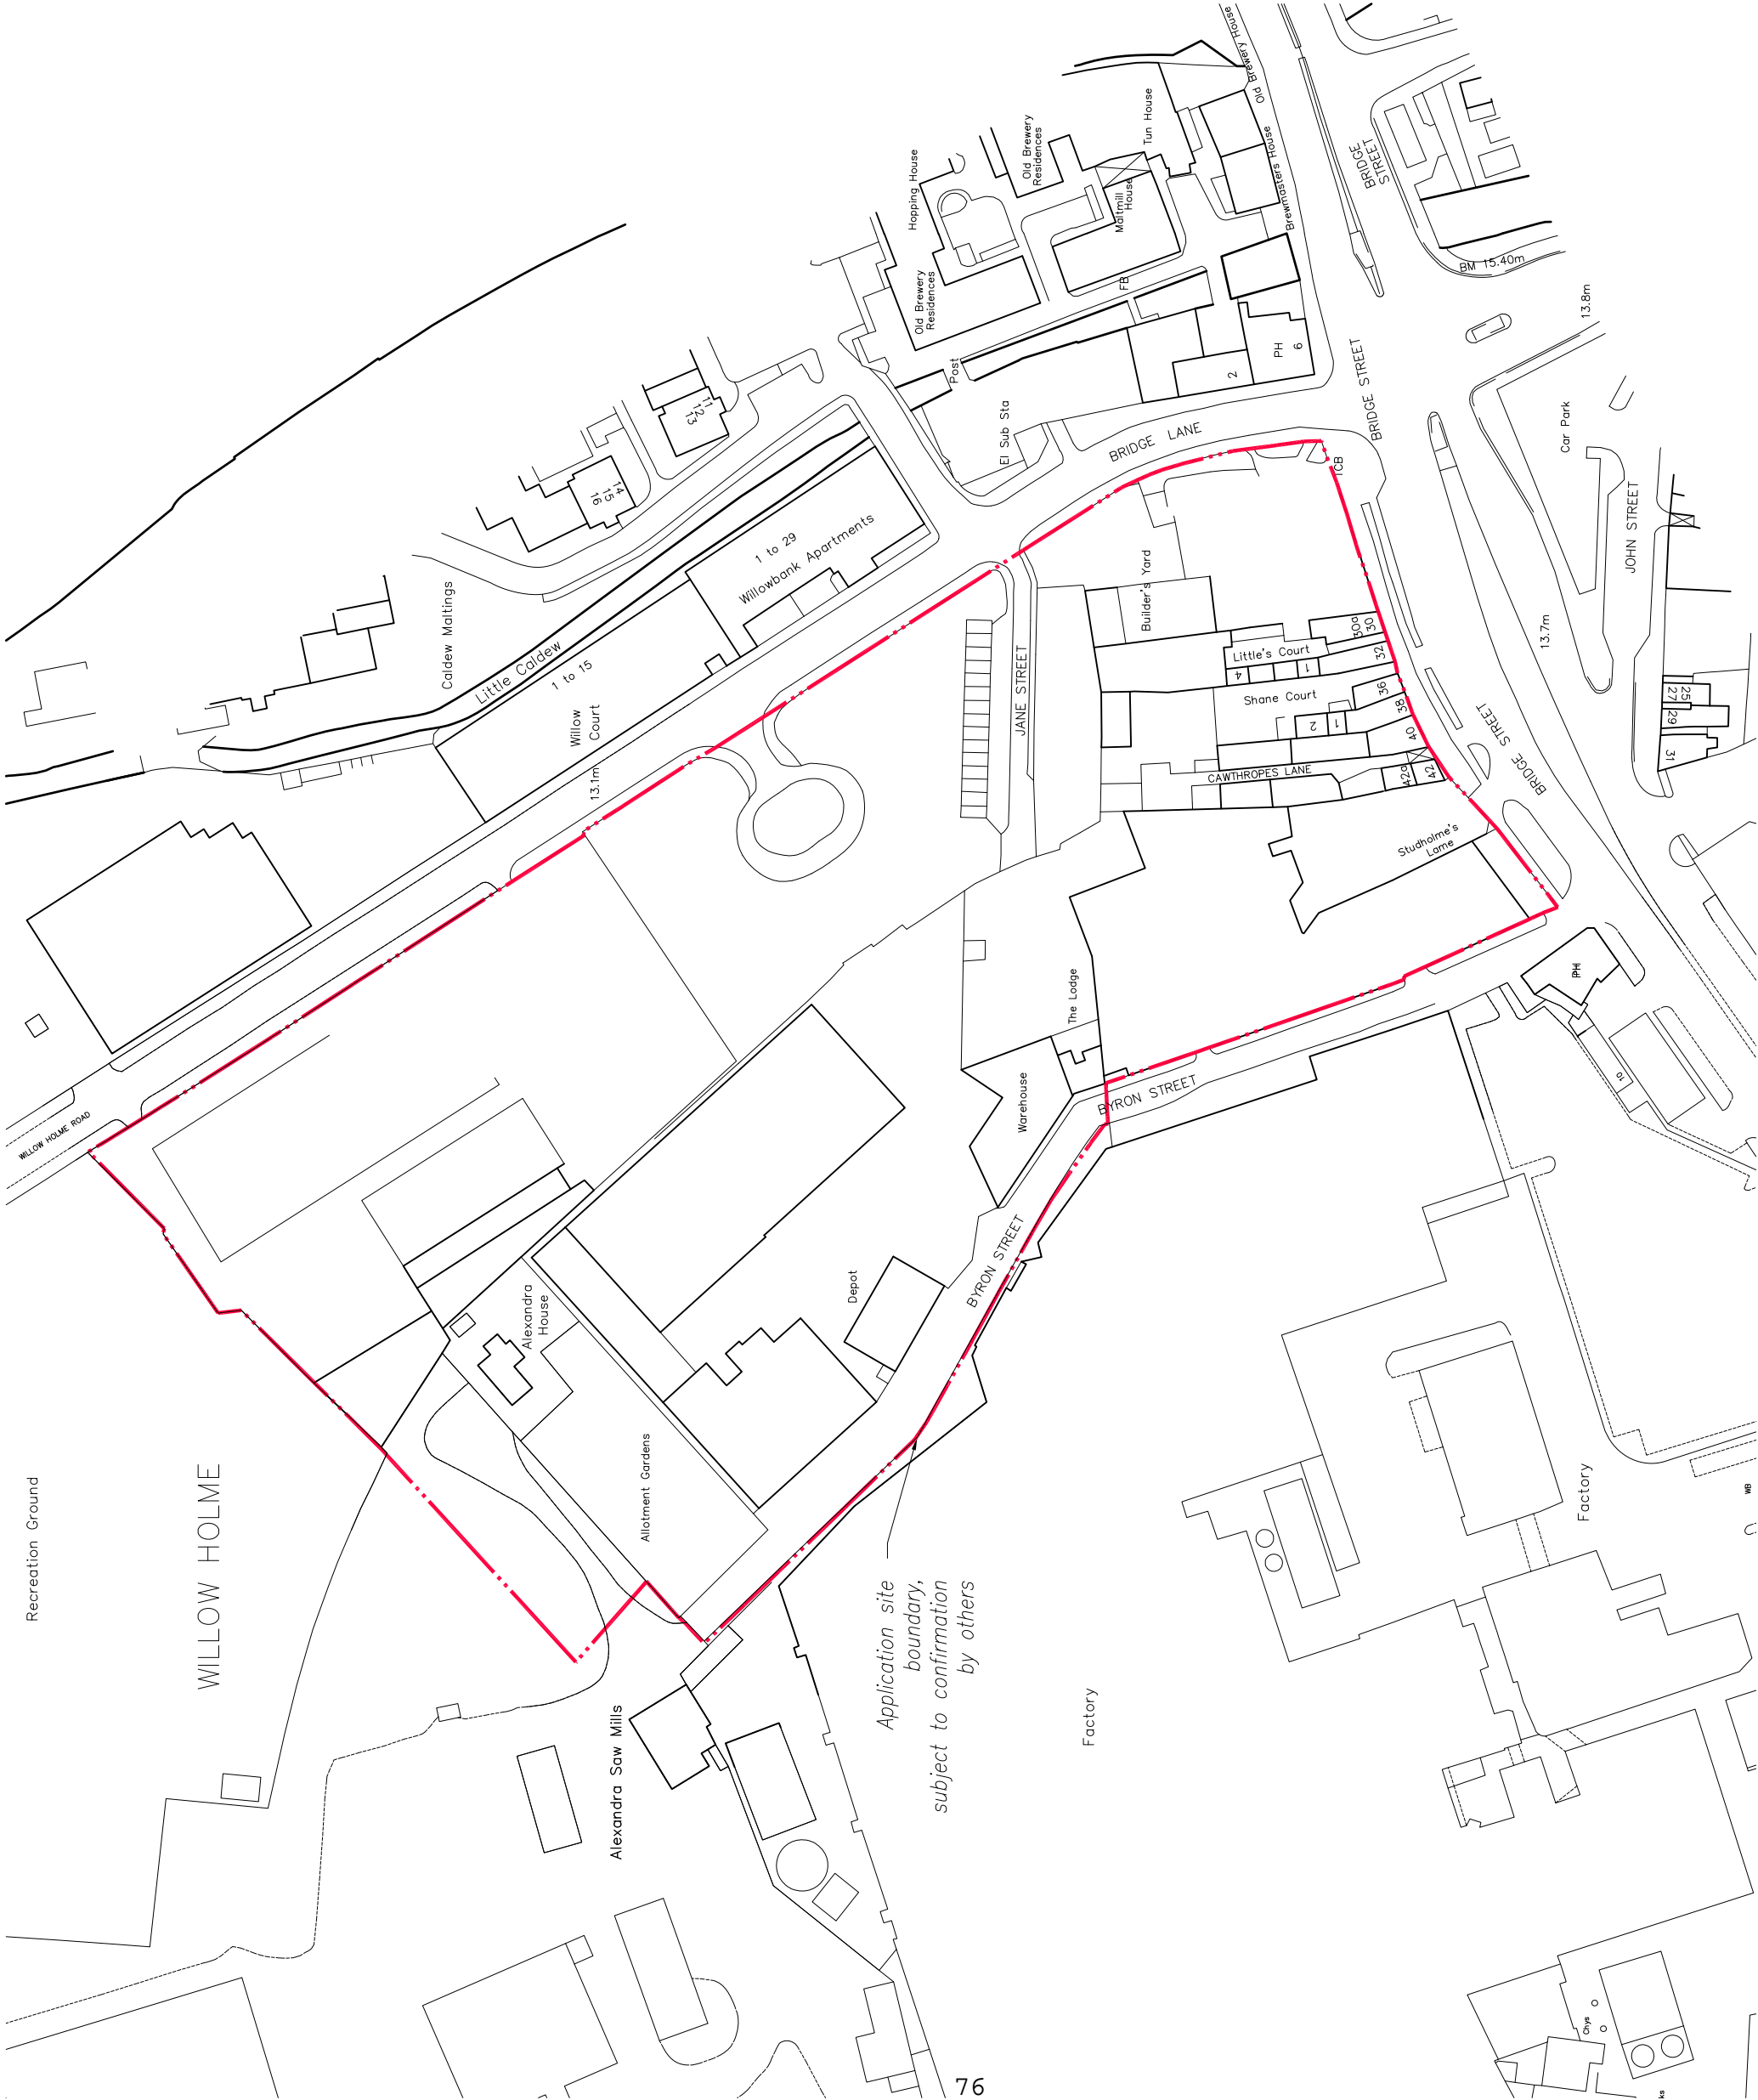 Old Brewery House
Tun House
Old Brewery
Residences
Hopping House
Maltmill
House
Brewmasters House
BRIDGE
STREET
BM 15.40m
Old Brewery
Residences
FB
13.8m
Post
PH
6
2
BRIDGE STREET
11
12
13
El Sub Sta
BRIDGE LANE
Car Park
TCB
14
15
16
1 to 29
Willowbank Apartments
JOHN STREET
Builder's Yard
Caldew Maltings
Little Caldew
1 to 15
30a
30
32
Little's Court
4
1
13.7m
JANE STREET
Shane Court
36
38
2
1
40
Willow
Court
25
27
29
31
BRIDGE STREET
13.1m
CAWTHROPES LANE
42a
42
Studholme's
Lame
The Lodge
PH
10
Warehouse
BYRON STREET
WILLOW HOLME ROAD
BYRON STREET
Depot
Alexandra
House
Allotment Gardens
Recreation Ground
WILLOW HOLME
Factory
WB
Application site
boundary,
subject to confirmation
by others
Alexandra Saw Mills
Factory
Chys
ks
76